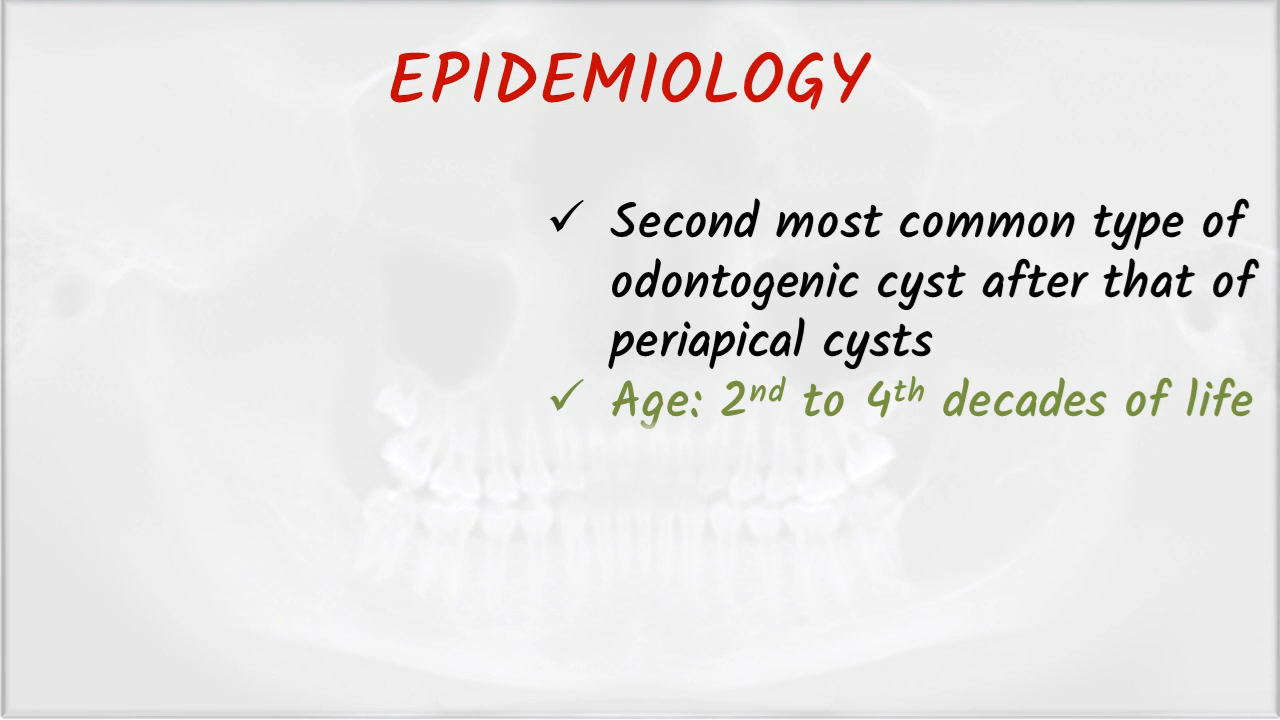 EPIDEMIOLOGY
✓ Second most common type of
odontogenic cyst after that of
periapical cysts
✓ Age: 2nd to 4th decades of life